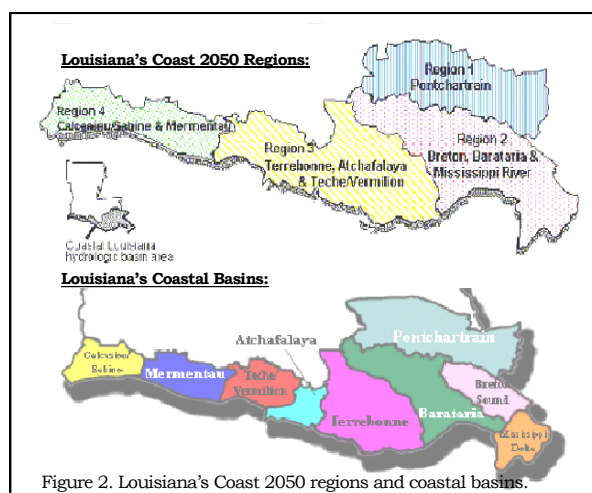 Louisiana's Coast 2050 Regions:
Region 1
Pontchartrain
Region 4
Calcasieu/Sabine & Mermentau
Region 3
Terrebonne, Atchafalaya
& Teche/Vermilion
Region 2
Breton, Barataria &
Mississippi River
Coastal Louisiana
hydrologic basin area
Louisiana's Coastal Basins:
Atchafalaya
Pontchartrain
Calcasieu/
Sabine
Mermentau
Teche/
Vermilion
Breton
Sound
Terrebonne
Barataria
Mississippi
Delta
Figure 2. Louisiana's Coast 2050 regions and coastal basins.